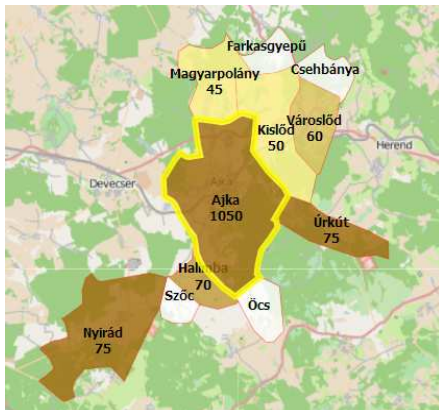 Farkasgyepű
Csehbánya
Magyarpolány
45
Városlőd
60
Kislőd
50
Herend
Devecser
Ajka
1050
Úrkút
75
Halimba
70
Szőc
Öcs
Nyirád
75